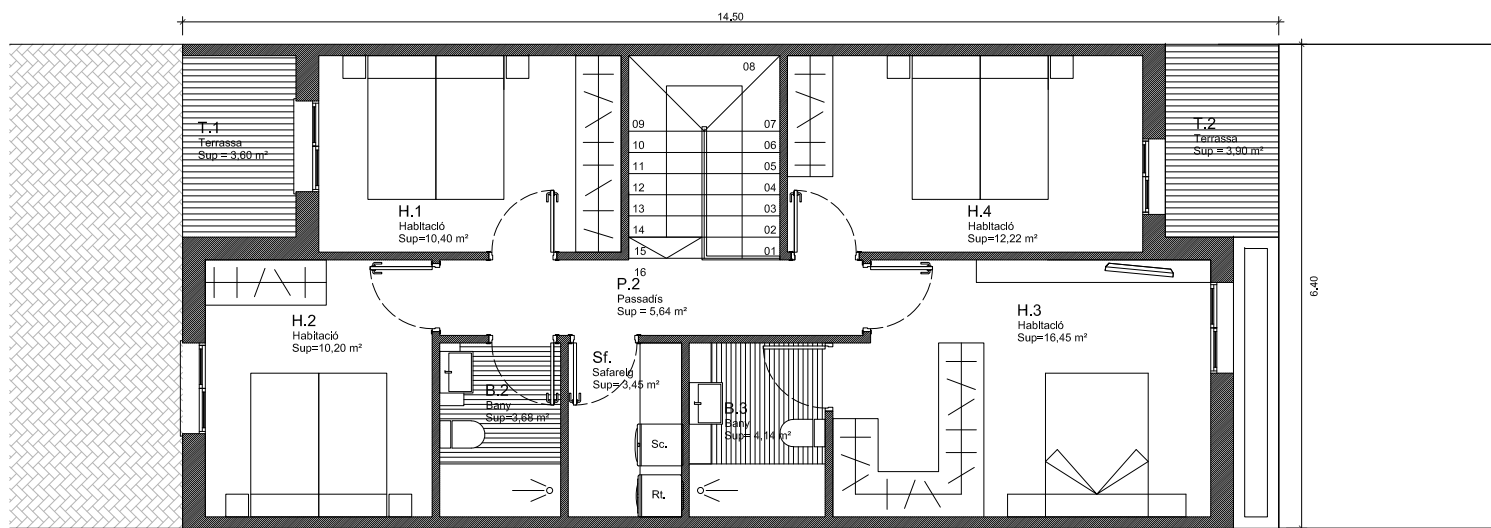 14,50
08
T.1
Terrassa
Sup = 3,60 m²
T.2
Terrassa
Sup = 3,90 m²
09
07
10
06
11
05
12
04
13
03
14
02
15
01
16
H.1
Habitació
Sup=10,40 m²
H.4
Habitació
Sup=12,22 m²
P.2
Passadís
Sup = 5,64 m²
6,40
H.2
Habitació
Sup=10,20 m²
H.3
Habitació
Sup=16,45 m²
Sf.
Safareig
Sup=3,45 m²
B.2
Bany
Sup=3,68 m²
B.3
Bany
Sup= 4,14 m²
Sc.
Rt.